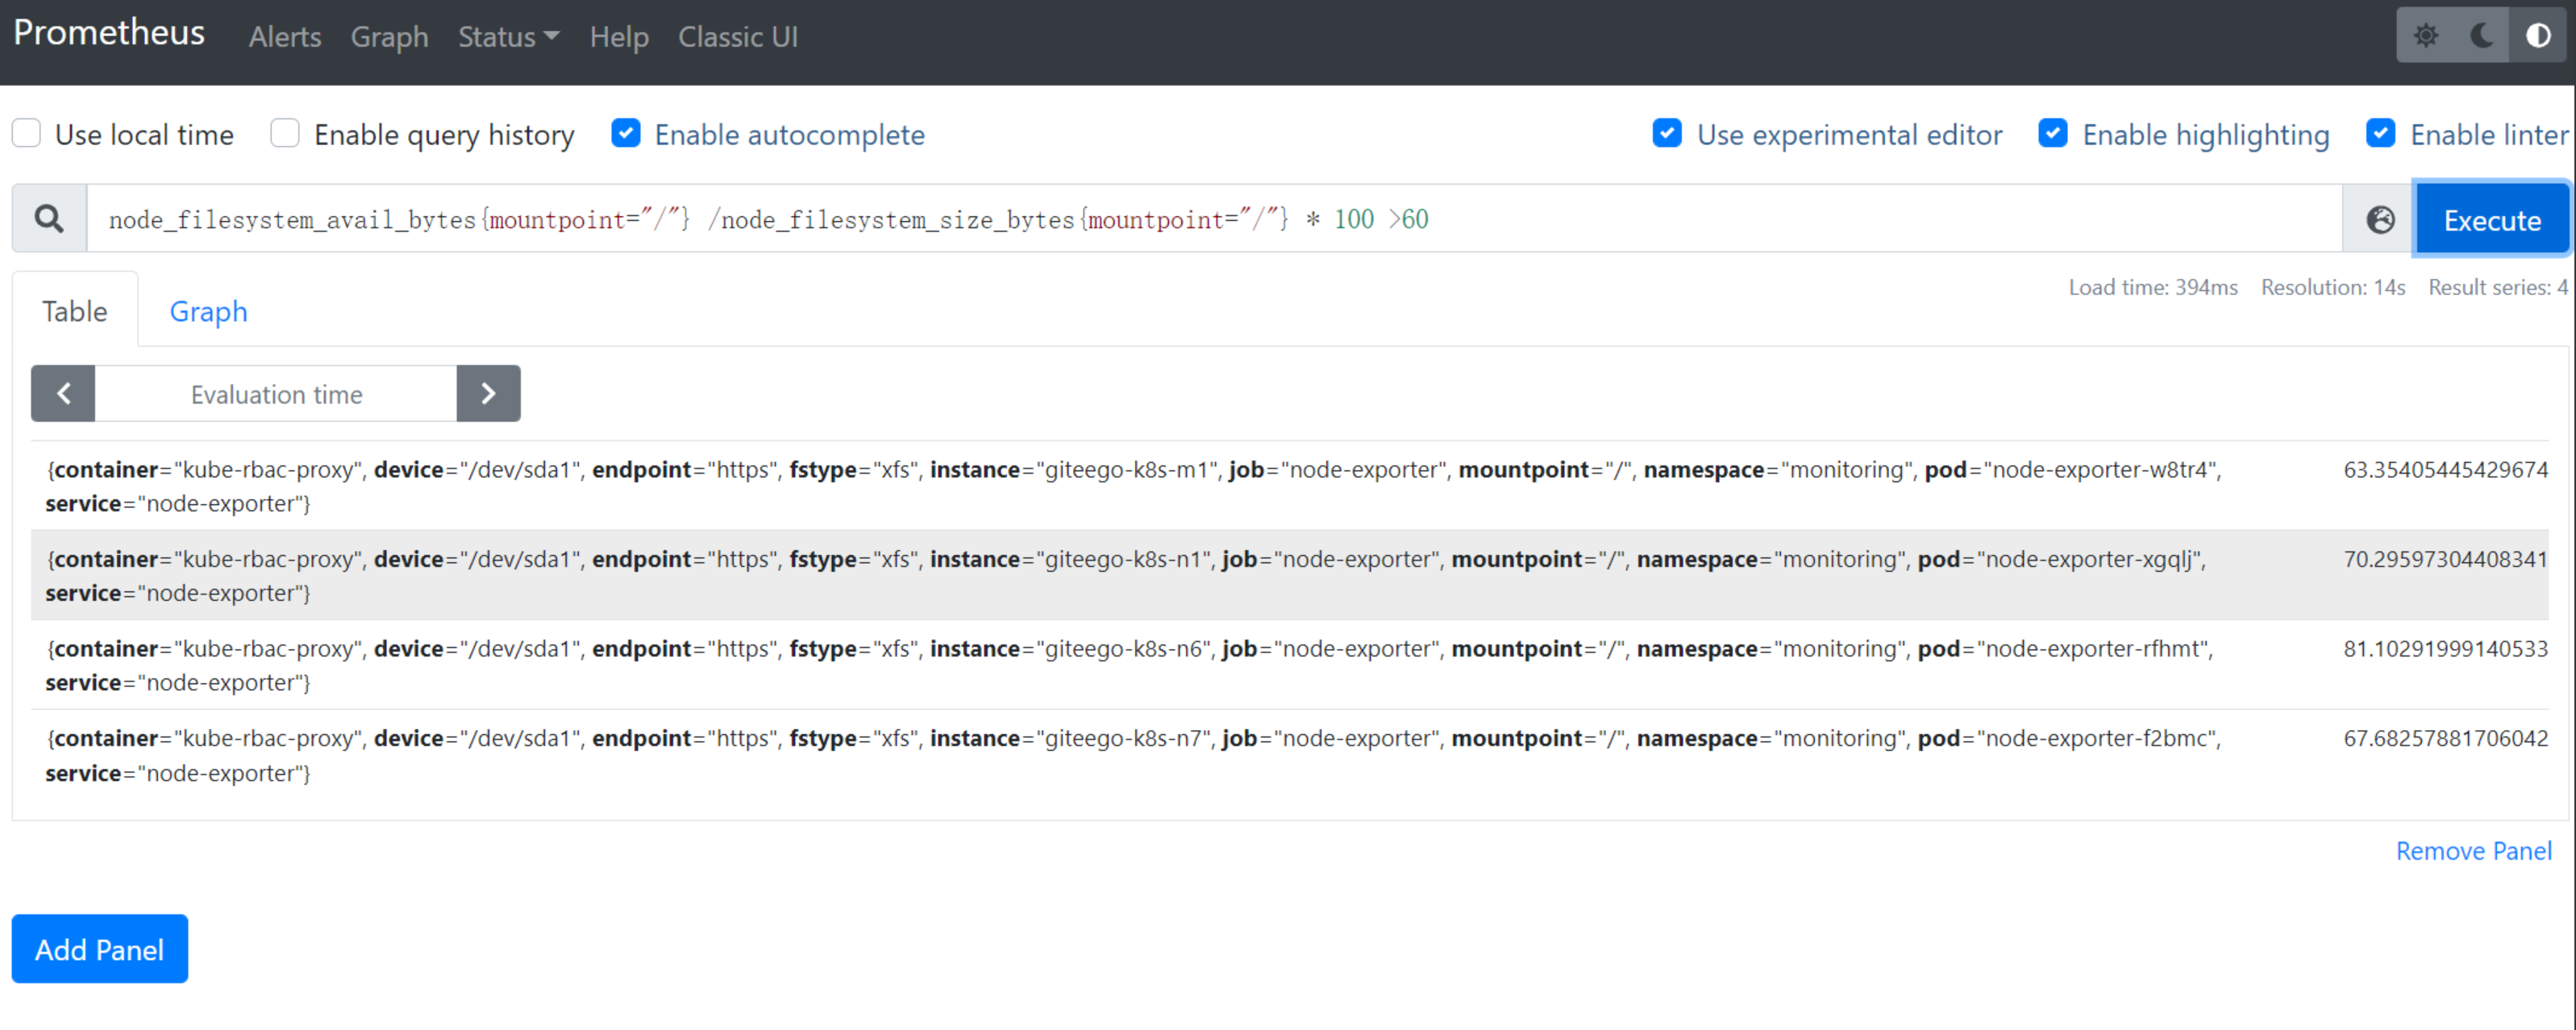 Prometheus Alerts Graph Status Help Classic UI
Use local time Enable query history Enable autocomplete Use experimental editor Enable highlighting Enable linter
node_filesystem_avail_bytes{mountpoint="/"} /node_filesystem_size_bytes{mountpoint="/"} * 100 >60 Execute
Load time: 394ms Resolution: 14s Result series: 4
Table Graph
Evaluation time
{container="kube-rbac-proxy", device="/dev/sda1", endpoint="https", fstype="xfs", instance="giteego-k8s-m1", job="node-exporter", mountpoint="/", namespace="monitoring", pod="node-exporter-w8tr4", 63.35405445429674
service="node-exporter"}
{container="kube-rbac-proxy", device="/dev/sda1", endpoint="https", fstype="xfs", instance="giteego-k8s-n1", job="node-exporter", mountpoint="/", namespace="monitoring", pod="node-exporter-xgqlj", 70.29597304408341
service="node-exporter"}
{container="kube-rbac-proxy", device="/dev/sda1", endpoint="https", fstype="xfs", instance="giteego-k8s-n6", job="node-exporter", mountpoint="/", namespace="monitoring", pod="node-exporter-rfhmt", 81.10291999140533
service="node-exporter"}
{container="kube-rbac-proxy", device="/dev/sda1", endpoint="https", fstype="xfs", instance="giteego-k8s-n7", job="node-exporter", mountpoint="/", namespace="monitoring", pod="node-exporter-f2bmc", 67.68257881706042
service="node-exporter"}
Remove Panel
Add Panel